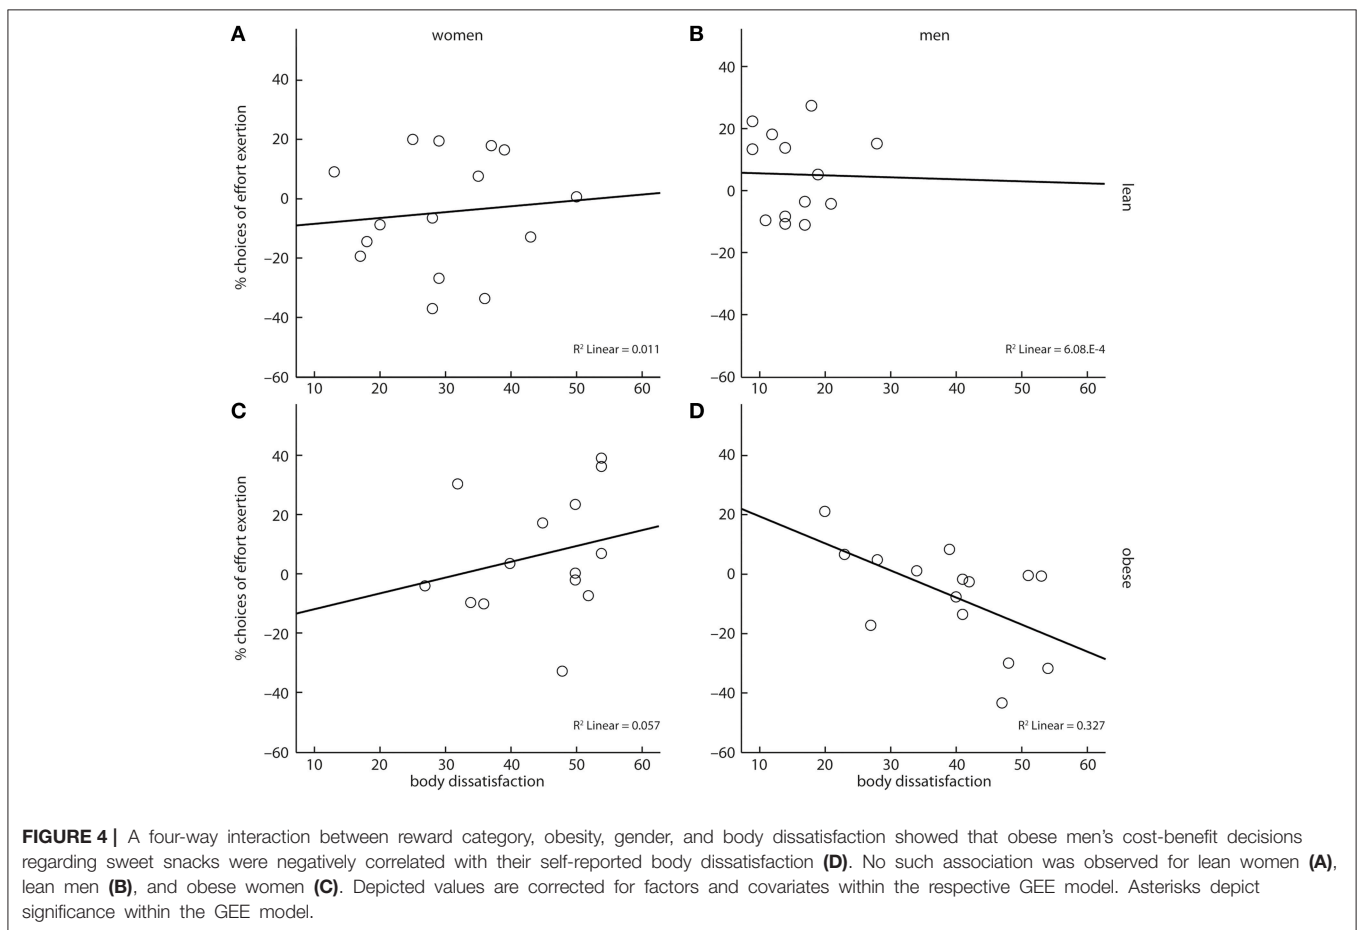 A
women
B
men
% choices of effort exertion
40
20
0
–20
–40
–60
10 20 30 40 50 60
R² Linear = 0.011
40
20
0
–20
–40
–60
10 20 30 40 50 60
R² Linear = 6.08.E-4
lean
C
D
% choices of effort exertion
40
20
0
–20
–40
–60
10 20 30 40 50 60
body dissatisfaction
R² Linear = 0.057
40
20
0
–20
–40
–60
10 20 30 40 50 60
body dissatisfaction
R² Linear = 0.327
obese
FIGURE 4 | A four-way interaction between reward category, obesity, gender, and body dissatisfaction showed that obese men's cost-benefit decisions
regarding sweet snacks were negatively correlated with their self-reported body dissatisfaction (D). No such association was observed for lean women (A),
lean men (B), and obese women (C). Depicted values are corrected for factors and covariates within the respective GEE model. Asterisks depict
significance within the GEE model.